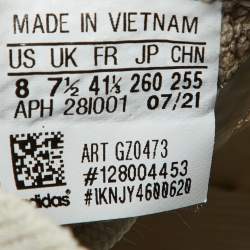 MADE IN VIETNAM
US UK FR JP CHN
8 7½ 41⅓ 260 255
APH 281001 07/21
ART GZ0473
#128004453
adidas #IKNJY4600620